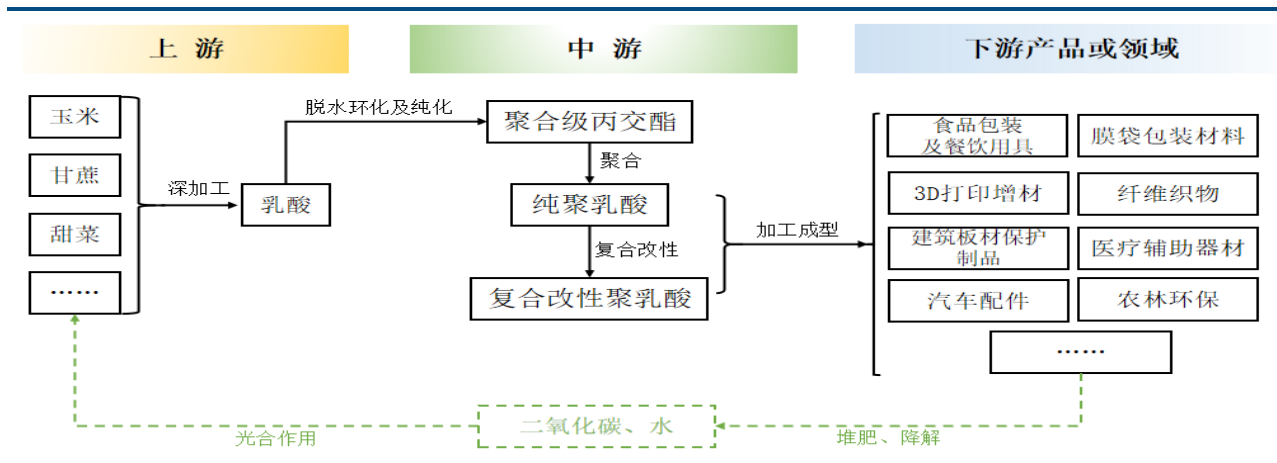 上 游
中 游
下游产品或领域
玉米
甘蔗
甜菜
……
深加工
乳酸
脱水环化及纯化
聚合级丙交酯
聚合
纯聚乳酸
复合改性
复合改性聚乳酸
加工成型
食品包装
及餐饮用具
膜袋包装材料
3D打印增材
纤维织物
建筑板材保护
制品
医疗辅助器材
汽车配件
农林环保
……
光合作用
二氧化碳、水
堆肥、降解